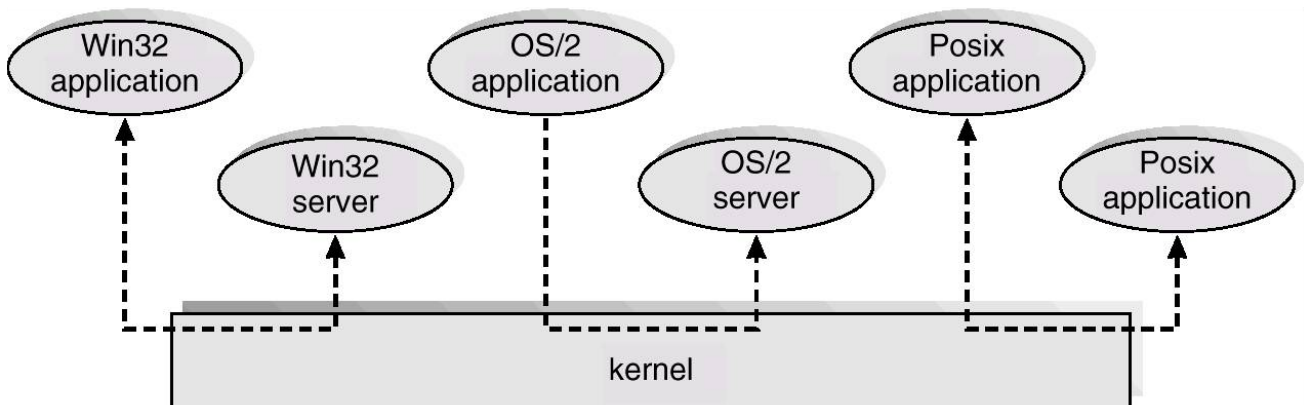 Win32
application
OS/2
application
Posix
application
Win32
server
OS/2
server
Posix
application
kernel